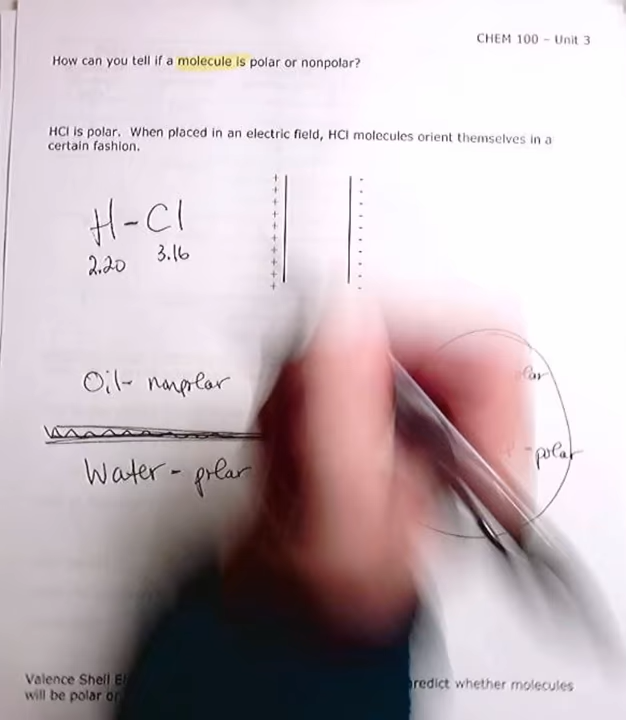 CHEM 100 – Unit 3
How can you tell if a molecule is polar or nonpolar?
HCl is polar. When placed in an electric field, HCl molecules orient themselves in a
certain fashion.
H-Cl
2.20 3.16
Oil- nonpolar
-polar
Water - polar
Valence Shell
redict whether molecules
will be polar